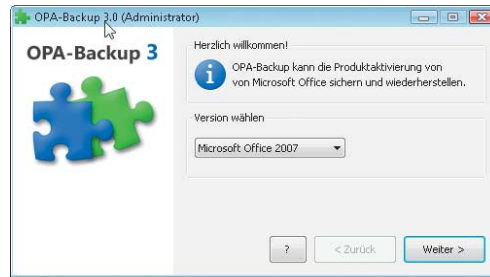 OPA-Backup 3.0 (Administrator)
OPA-Backup 3
Herzlich willkommen!
OPA-Backup kann die Produktaktivierung von
von Microsoft Office sichern und wiederherstellen.
Version wählen
Microsoft Office 2007
?
< Zurück
Weiter >